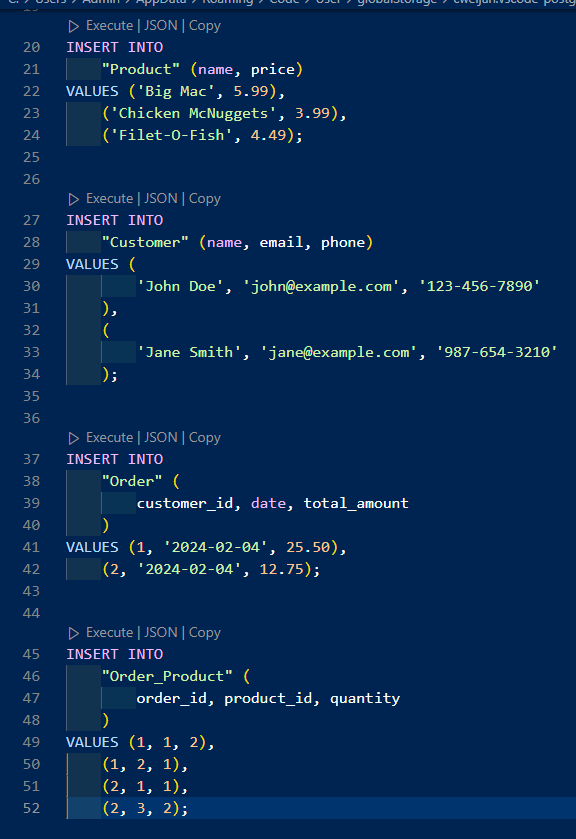 C: > Users > Admin > AppData > Roaming > Code > User > globalStorage > cweijan.vscode-postg
Execute | JSON | Copy
20 INSERT INTO
21 "Product" (name, price)
22 VALUES ('Big Mac', 5.99),
23 ('Chicken McNuggets', 3.99),
24 ('Filet-O-Fish', 4.49);
25
26
Execute | JSON | Copy
27 INSERT INTO
28 "Customer" (name, email, phone)
29 VALUES (
30 'John Doe', 'john@example.com', '123-456-7890'
31 ),
32 (
33 'Jane Smith', 'jane@example.com', '987-654-3210'
34 );
35
36
Execute | JSON | Copy
37 INSERT INTO
38 "Order" (
39 customer_id, date, total_amount
40 )
41 VALUES (1, '2024-02-04', 25.50),
42 (2, '2024-02-04', 12.75);
43
44
Execute | JSON | Copy
45 INSERT INTO
46 "Order_Product" (
47 order_id, product_id, quantity
48 )
49 VALUES (1, 1, 2),
50 (1, 2, 1),
51 (2, 1, 1),
52 (2, 3, 2);